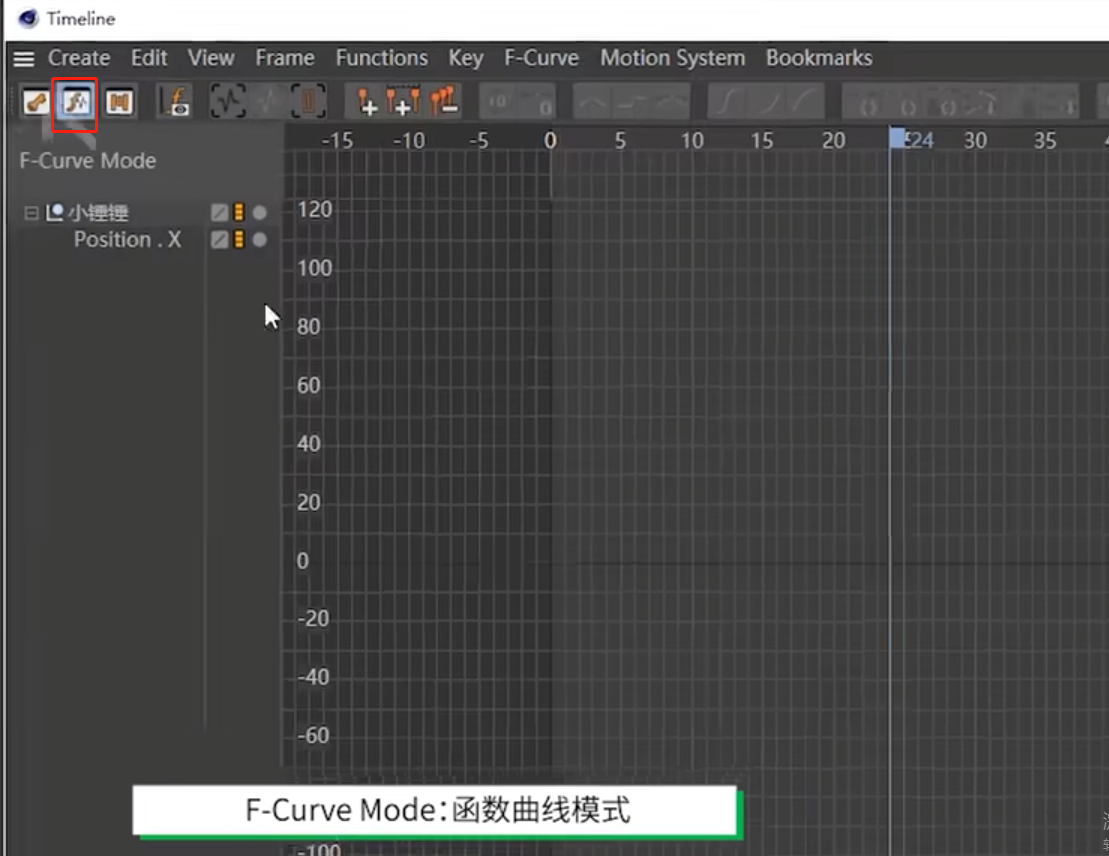 Timeline
Create Edit View Frame Functions Key F-Curve Motion System Bookmarks
-15 -10 -5 0 5 10 15 20 24 30 35
F-Curve Mode
小锤锤
Position . X
120
100
80
60
40
20
0
-20
-40
-60
F-Curve Mode:函数曲线模式
-100